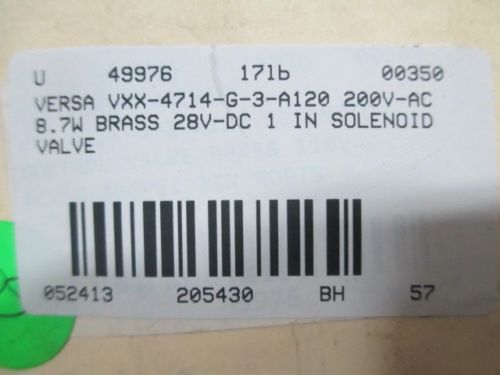 U 49976 17lb 00350
VERSA VXX-4714-G-3-A120 200V-AC
8.7W BRASS 28V-DC 1 IN SOLENOID
VALVE
052413 205430 BH 57